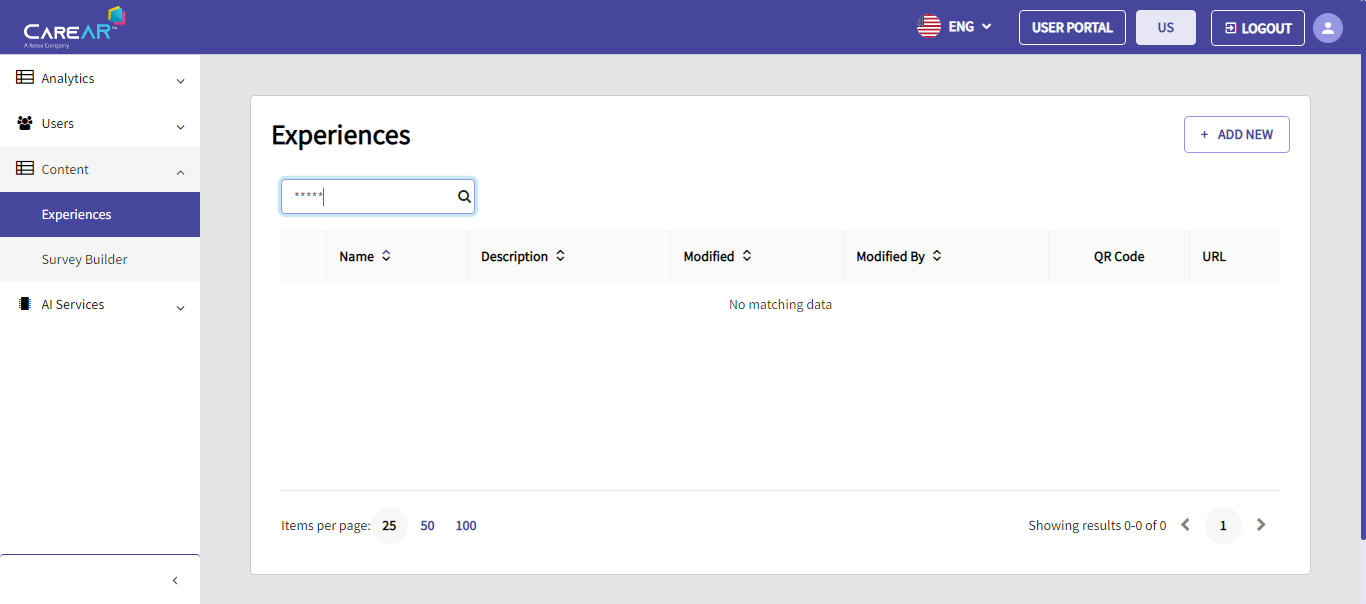 CAREAR™
A Xerox Company
ENG
USER PORTAL
US
LOGOUT
Analytics
Users
Content
Experiences
Survey Builder
AI Services
Experiences
+ ADD NEW
*****
Name
Description
Modified
Modified By
QR Code
URL
No matching data
Items per page: 25 50 100
Showing results 0-0 of 0
1